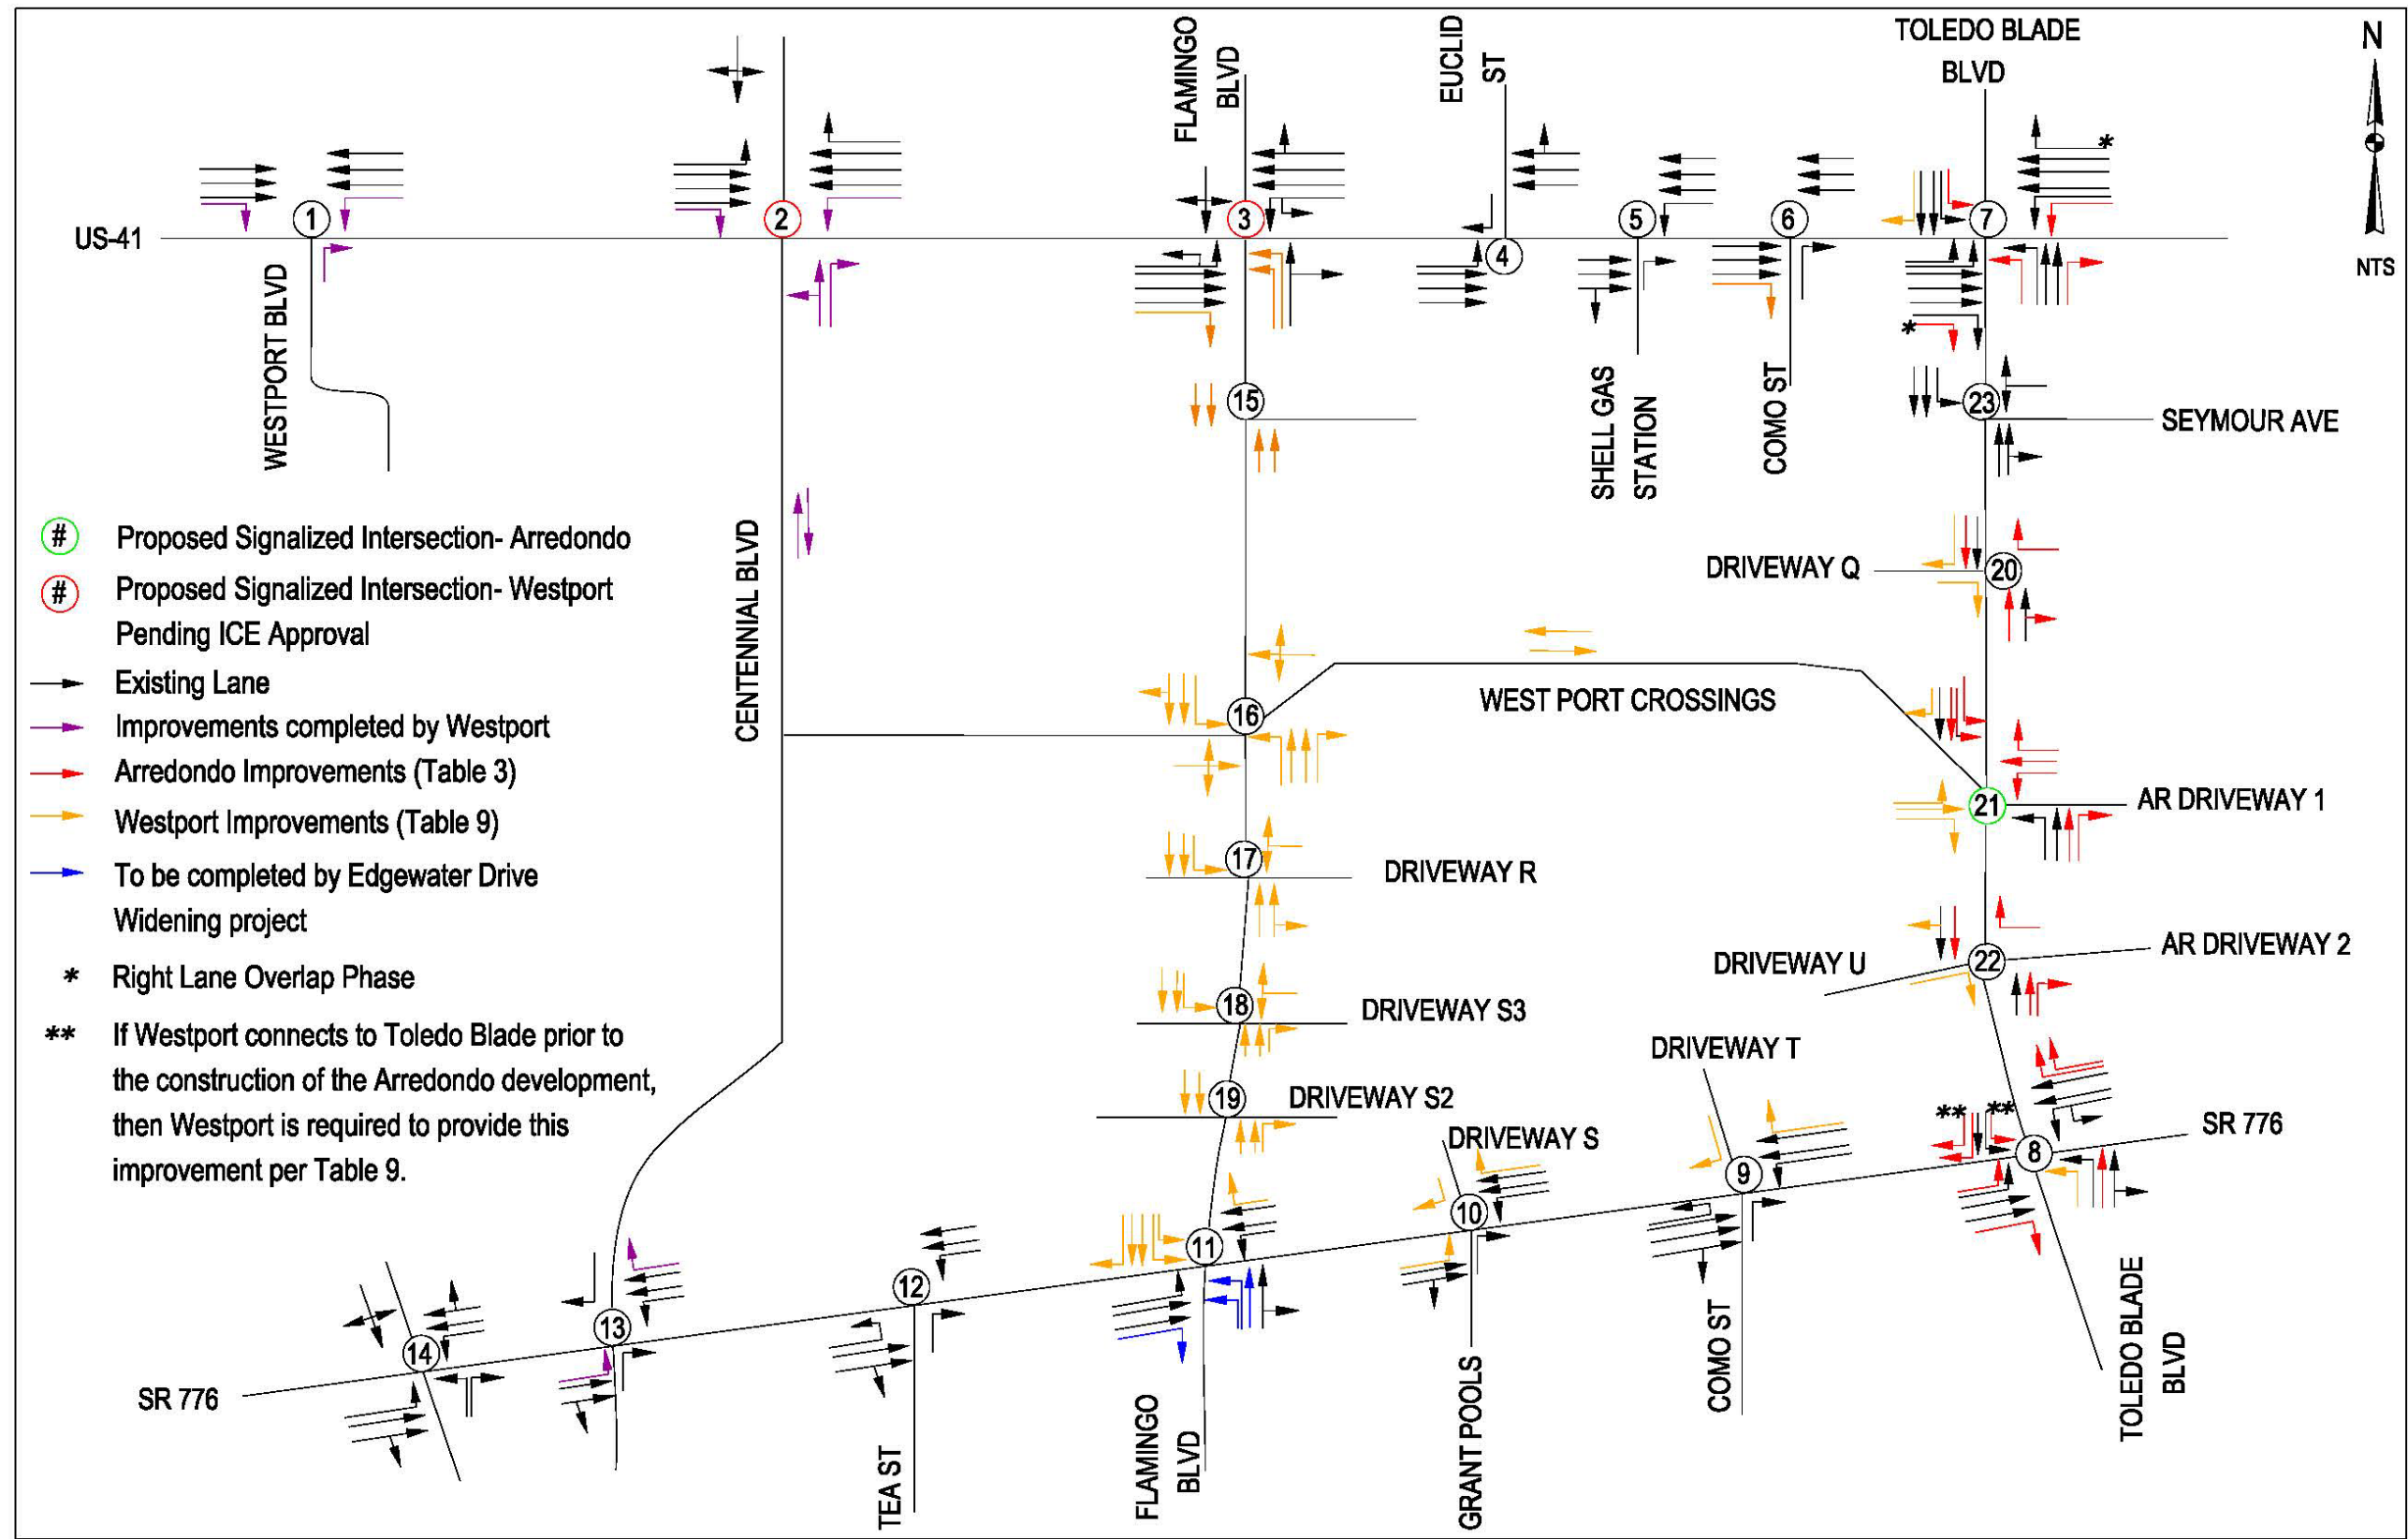 TOLEDO BLADE
BLVD
N
NTS
FLAMINGO
BLVD
EUCLID
ST
*
1
2
3
4
5
6
7
US-41
WESTPORT BLVD
*
15
23
SEYMOUR AVE
SHELL GAS
STATION
COMO ST
# Proposed Signalized Intersection- Arredondo
# Proposed Signalized Intersection- Westport
Pending ICE Approval
Existing Lane
Improvements completed by Westport
Arredondo Improvements (Table 3)
Westport Improvements (Table 9)
To be completed by Edgewater Drive
Widening project
* Right Lane Overlap Phase
** If Westport connects to Toledo Blade prior to
the construction of the Arredondo development,
then Westport is required to provide this
improvement per Table 9.
CENTENNIAL BLVD
DRIVEWAY Q
20
WEST PORT CROSSINGS
16
21
AR DRIVEWAY 1
17
DRIVEWAY R
AR DRIVEWAY 2
22
DRIVEWAY U
18
DRIVEWAY S3
DRIVEWAY T
19
DRIVEWAY S2
DRIVEWAY S
**
**
SR 776
8
9
10
11
12
13
14
SR 776
TEA ST
FLAMINGO
BLVD
GRANT POOLS
COMO ST
TOLEDO BLADE
BLVD